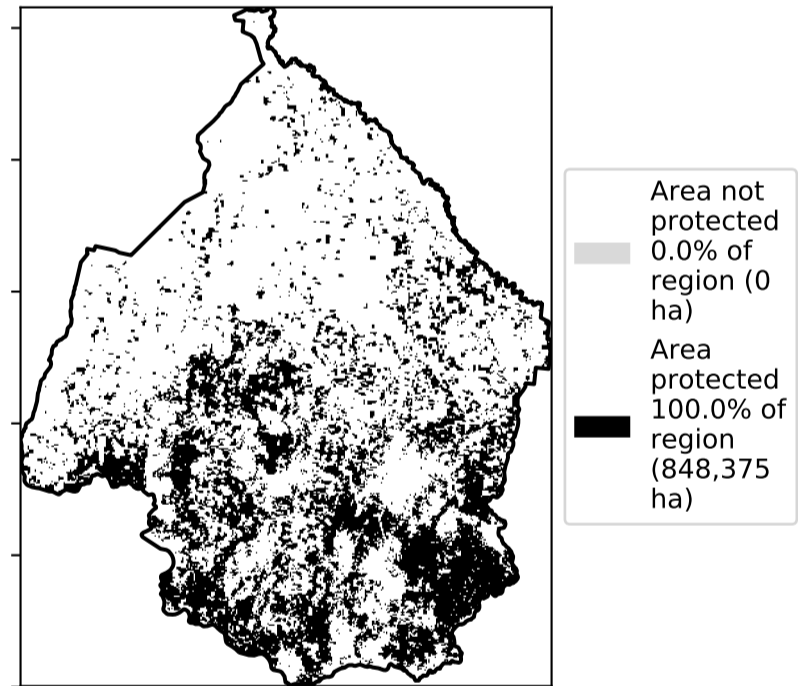 Area not
protected
0.0% of
region (0
ha)
Area
protected
100.0% of
region
(848,375
ha)